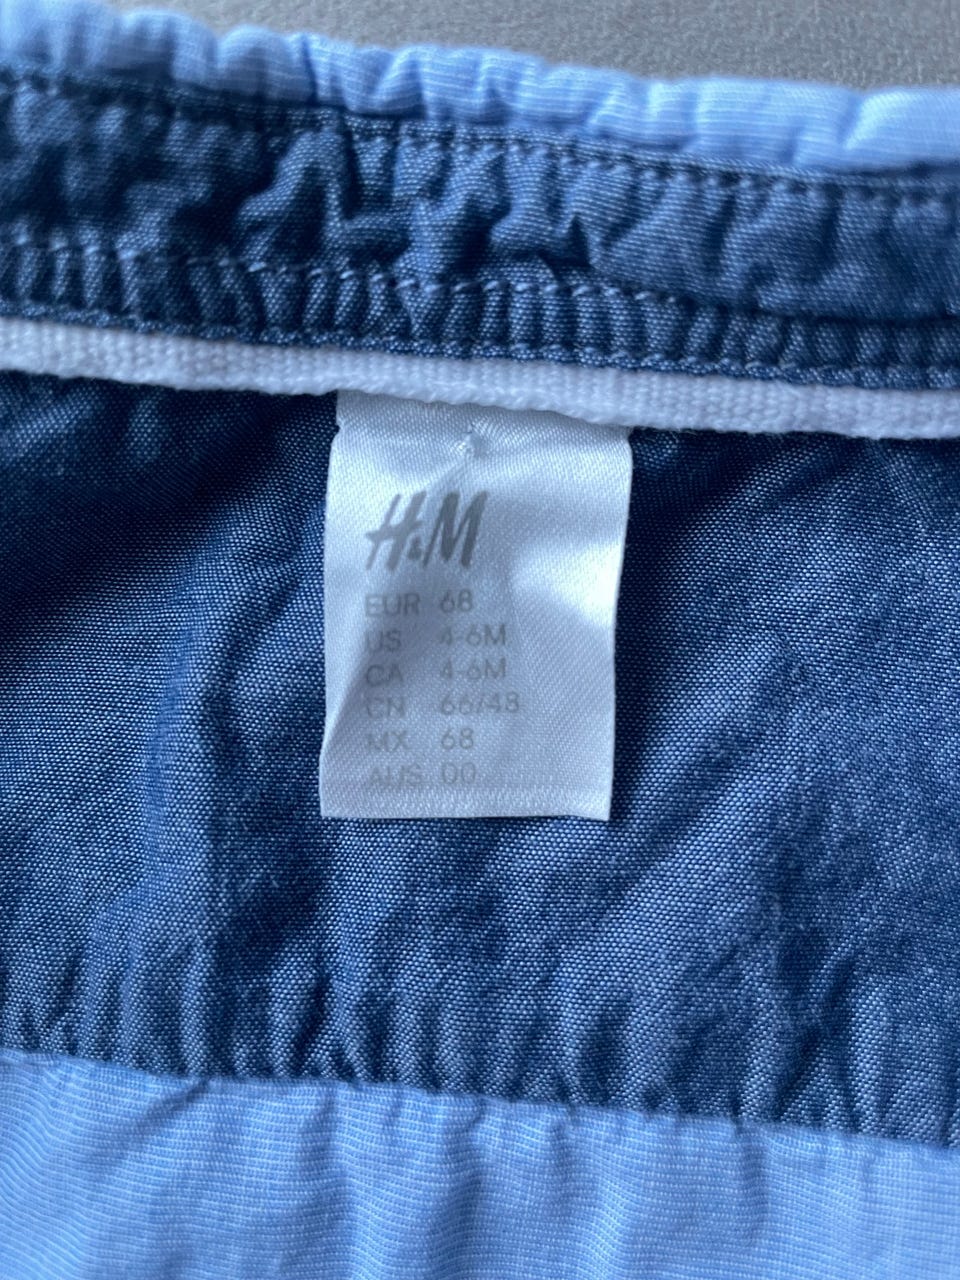 H&M
EUR 68
US 4-6M
CA 4-6M
CN 66/48
MX 68
AUS 00